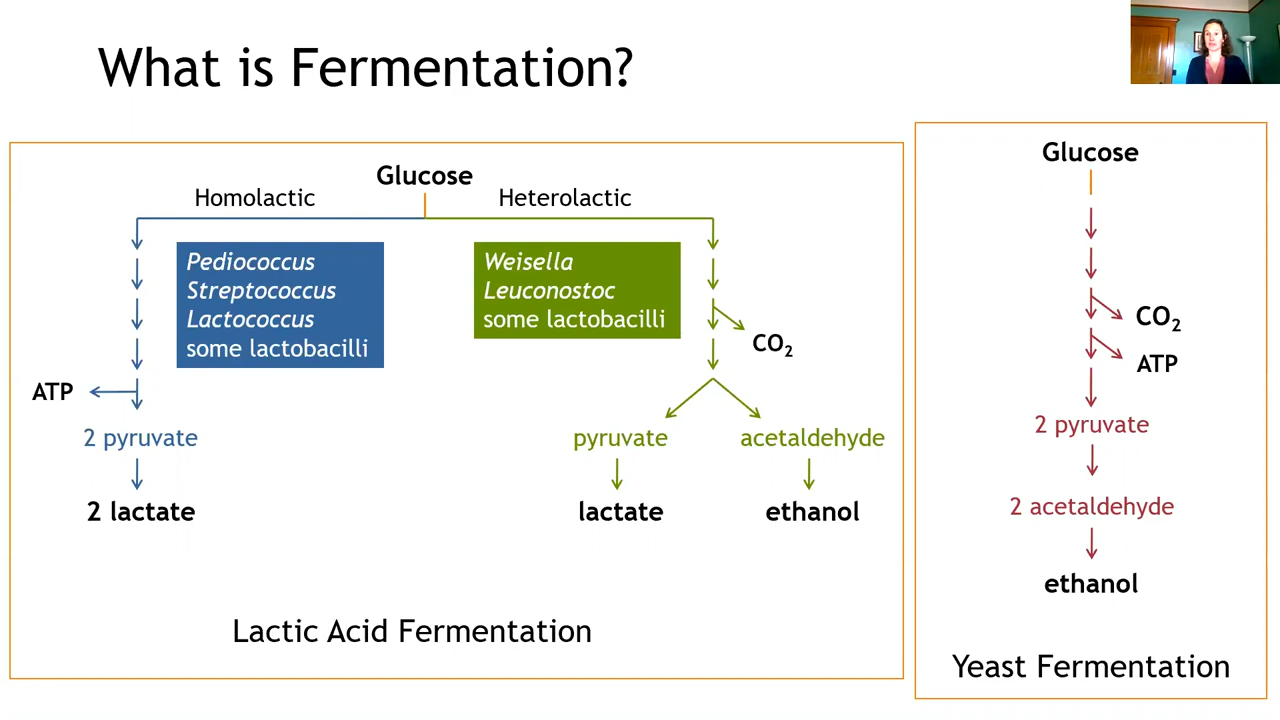 What is Fermentation?
Glucose
Homolactic
Heterolactic
Pediococcus
Streptococcus
Lactococcus
some lactobacilli
Weisella
Leuconostoc
some lactobacilli
CO₂
ATP
2 pyruvate
pyruvate
acetaldehyde
2 lactate
lactate
ethanol
Lactic Acid Fermentation
Glucose
CO₂
ATP
2 pyruvate
2 acetaldehyde
ethanol
Yeast Fermentation